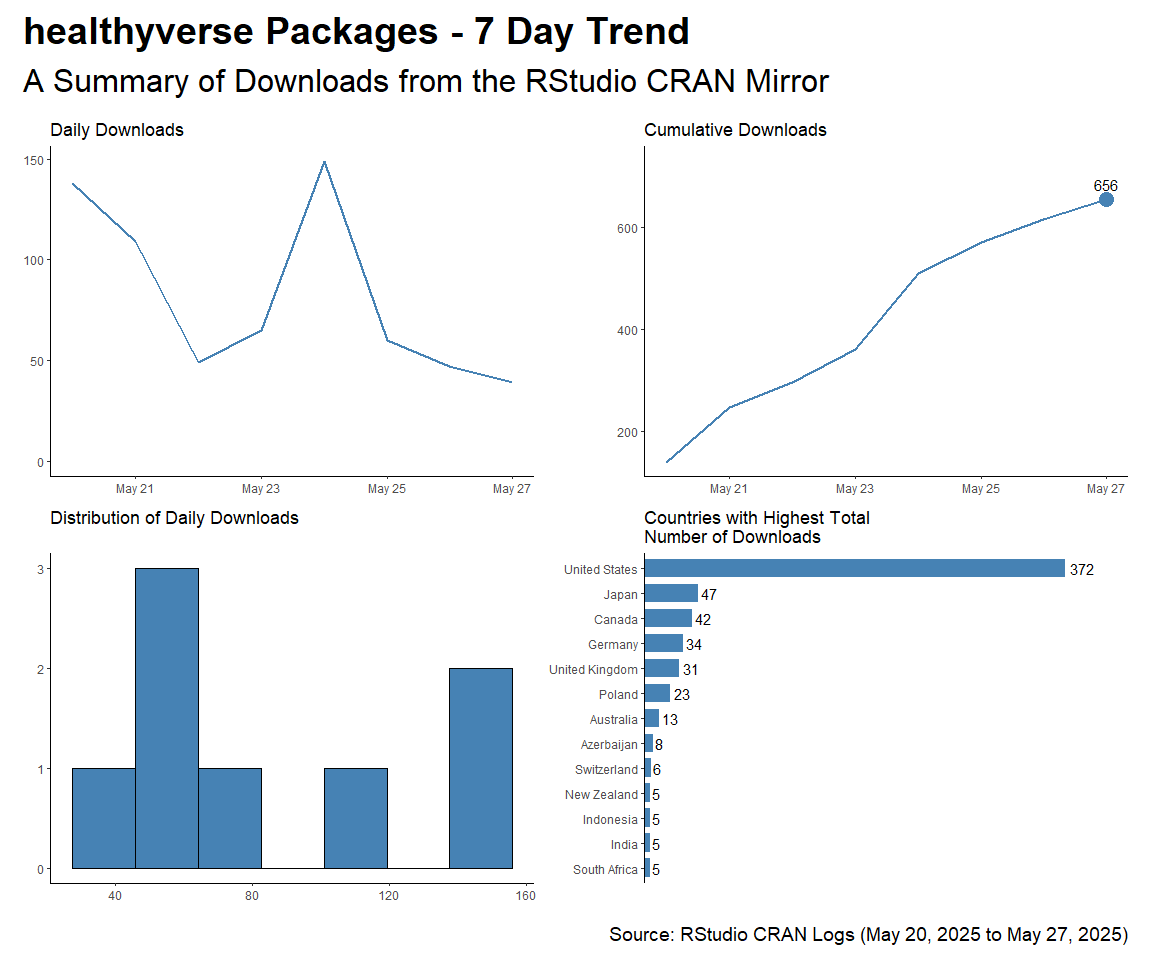 healthyverse Packages - 7 Day Trend
A Summary of Downloads from the RStudio CRAN Mirror
Daily Downloads
150
100
50
0
May 21
May 23
May 25
May 27
Cumulative Downloads
656
600
400
200
May 21
May 23
May 25
May 27
Distribution of Daily Downloads
3
2
1
0
40
80
120
160
Countries with Highest Total
Number of Downloads
United States 372
Japan 47
Canada 42
Germany 34
United Kingdom 31
Poland 23
Australia 13
Azerbaijan 8
Switzerland 6
New Zealand 5
Indonesia 5
India 5
South Africa 5
Source: RStudio CRAN Logs (May 20, 2025 to May 27, 2025)